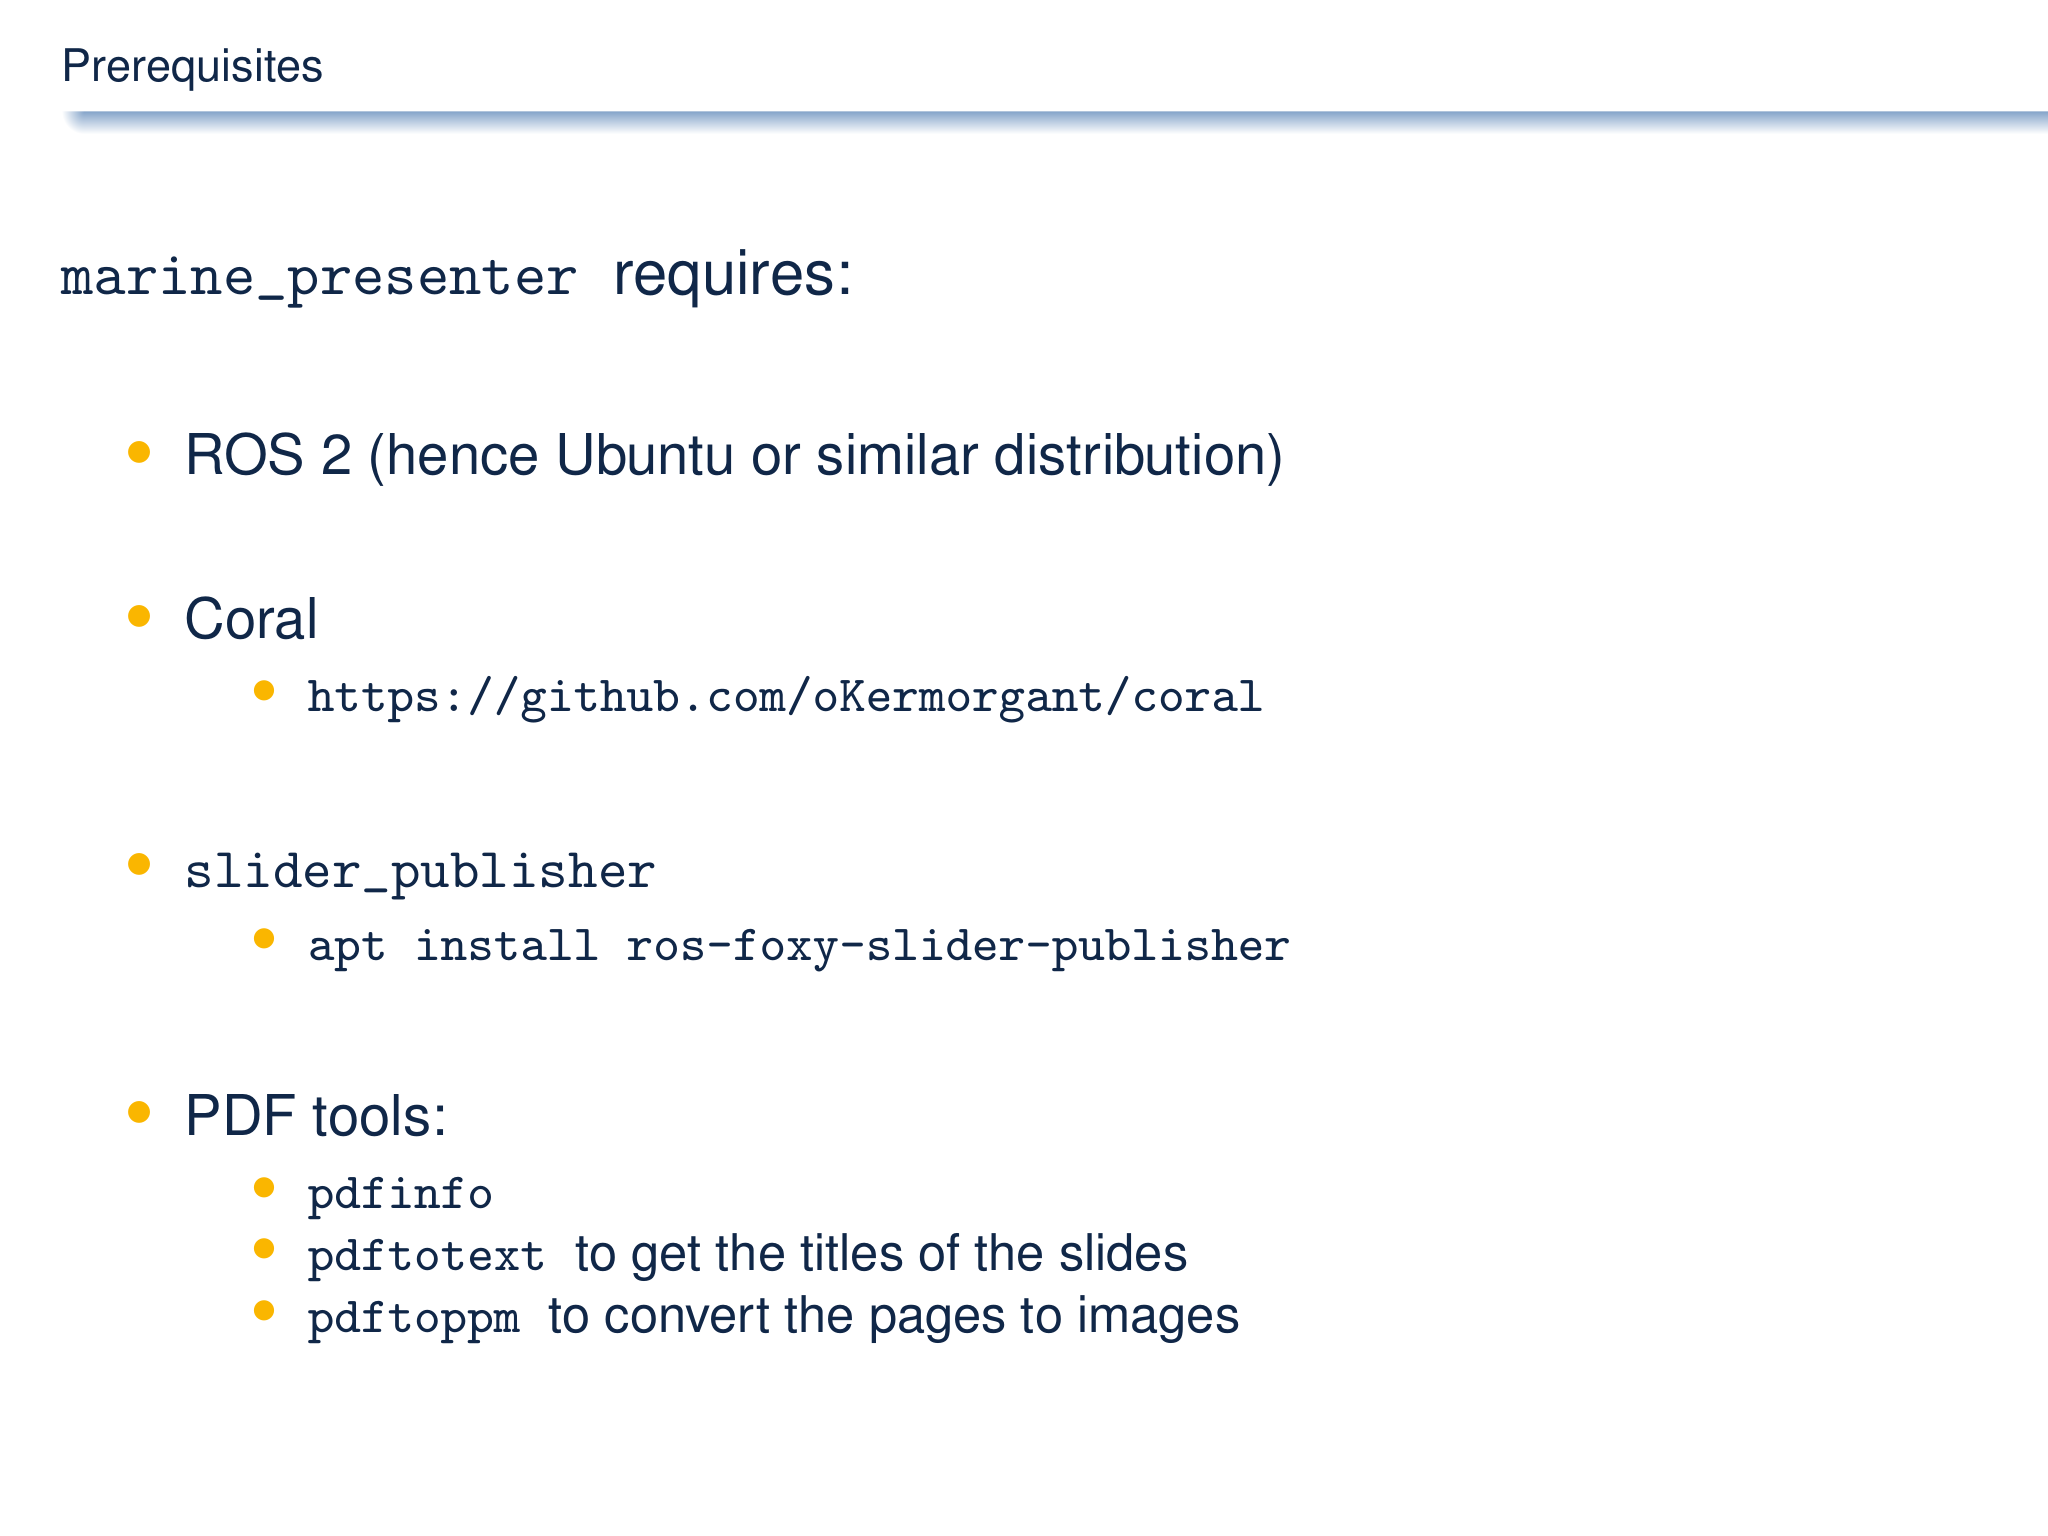 Prerequisites
marine_presenter requires:
ROS 2 (hence Ubuntu or similar distribution)
Coral
https://github.com/oKermorgant/coral
slider_publisher
apt install ros-foxy-slider-publisher
PDF tools:
pdfinfo
pdftotext to get the titles of the slides
pdftoppm to convert the pages to images